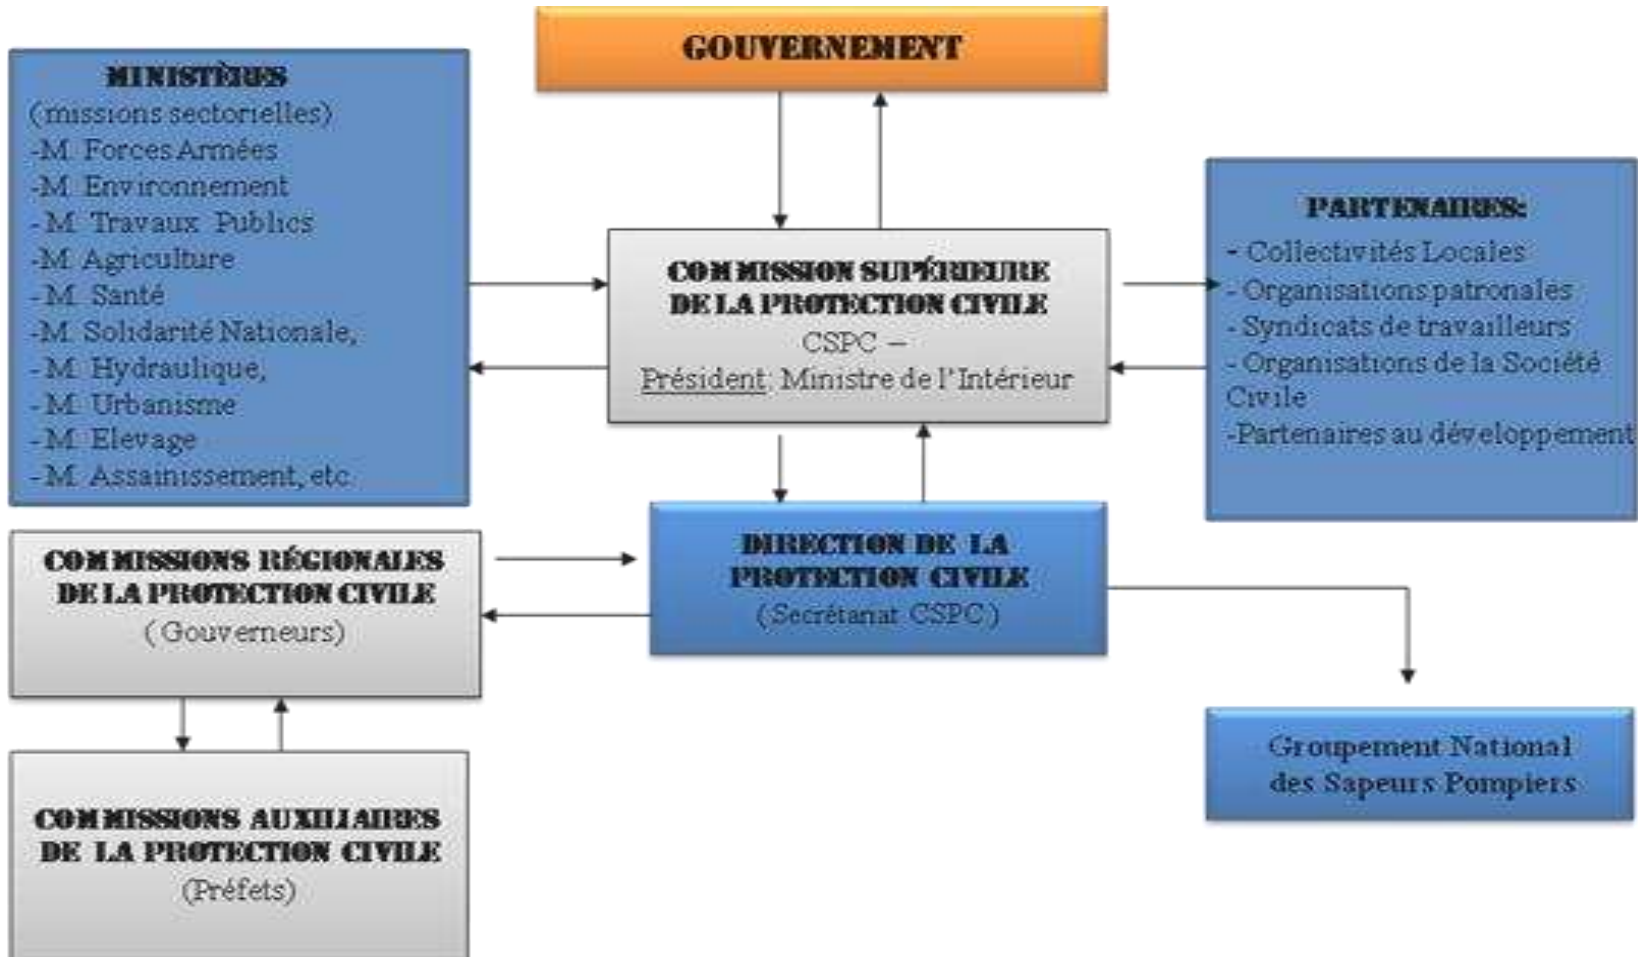 GOUVERNEMENT
MINISTÈRES
(missions sectorielles)
-M. Forces Armées
-M. Environnement
-M. Travaux Publics
-M. Agriculture
-M. Santé
-M. Solidarité Nationale,
-M. Hydraulique,
-M. Urbanisme
-M. Elevage
-M. Assainissement, etc.
COMMISSION SUPÉRIEURE
DE LA PROTECTION CIVILE
CSPC –
Président: Ministre de l’Intérieur
PARTENAIRES:
- Collectivités Locales
- Organisations patronales
- Syndicats de travailleurs
- Organisations de la Société
Civile
-Partenaires au développement
COMMISSIONS RÉGIONALES
DE LA PROTECTION CIVILE
( Gouverneurs)
DIRECTION DE LA
PROTECTION CIVILE
(Secrétariat CSPC )
Groupement National
des Sapeurs Pompiers
COMMISSIONS AUXILIAIRES
DE LA PROTECTION CIVILE
(Préfets)